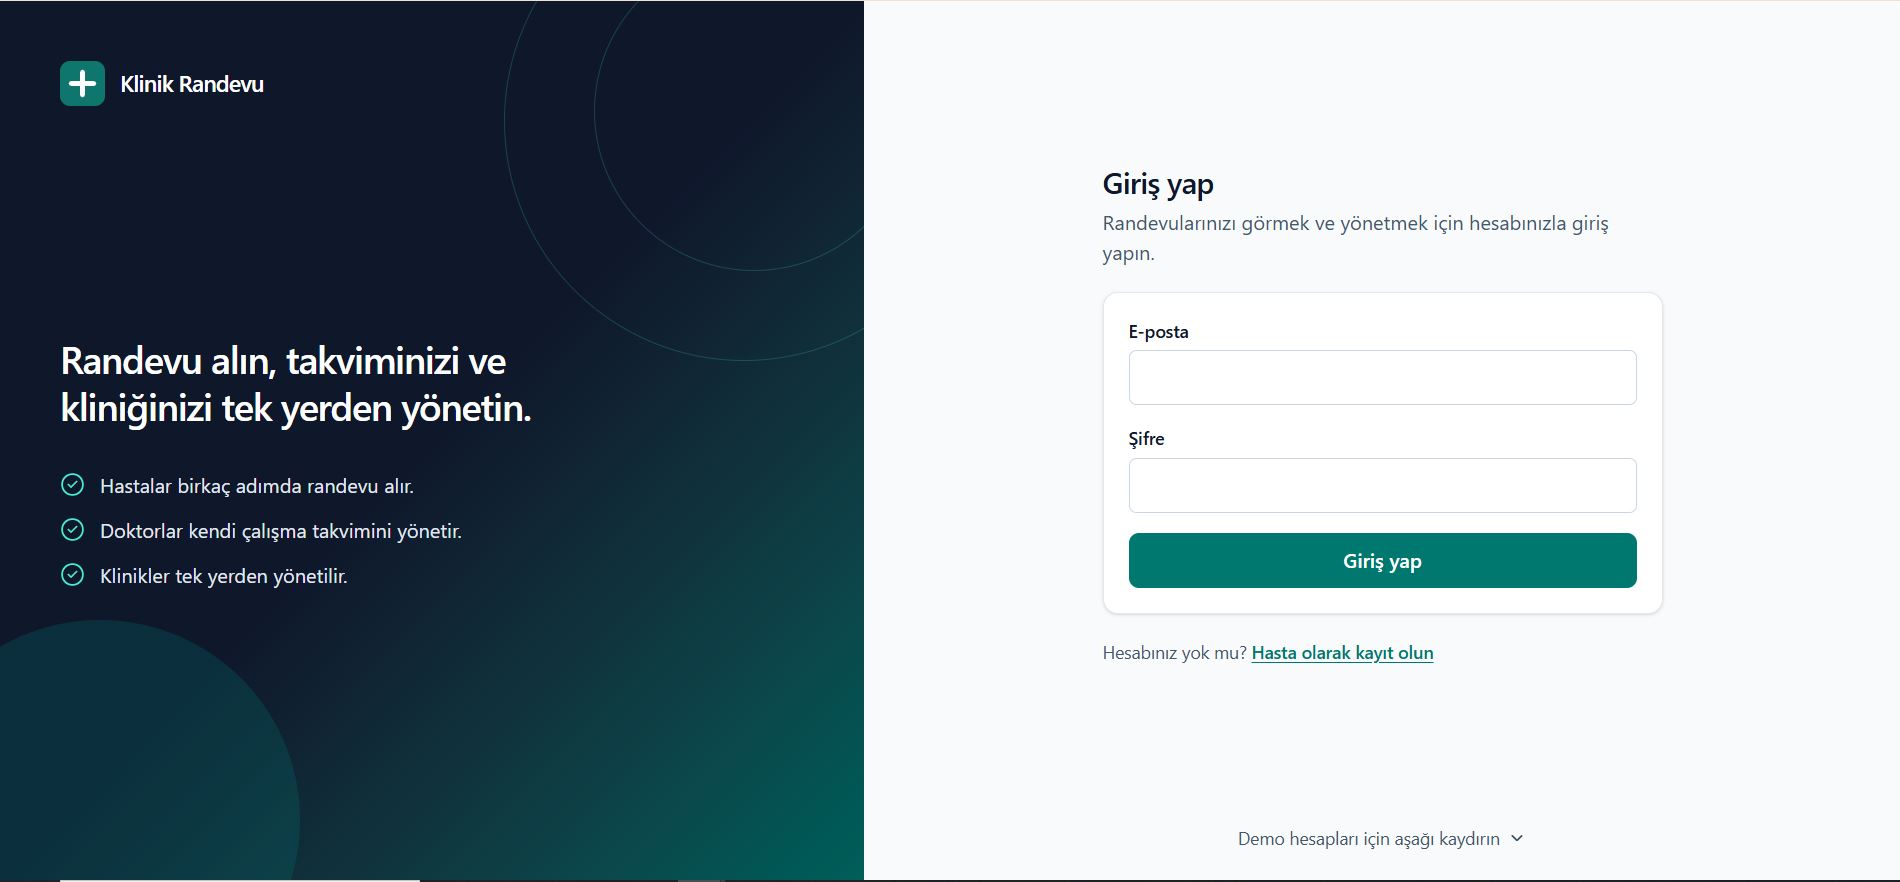 Klinik Randevu
Randevu alın, takviminizi ve
kliniğinizi tek yerden yönetin.
Hastalar birkaç adımda randevu alır.
Doktorlar kendi çalışma takvimini yönetir.
Klinikler tek yerden yönetilir.
Giriş yap
Randevularınızı görmek ve yönetmek için hesabınızla giriş
yapın.
E-posta
Şifre
Giriş yap
Hesabınız yok mu? Hasta olarak kayıt olun
Demo hesapları için aşağı kaydırın